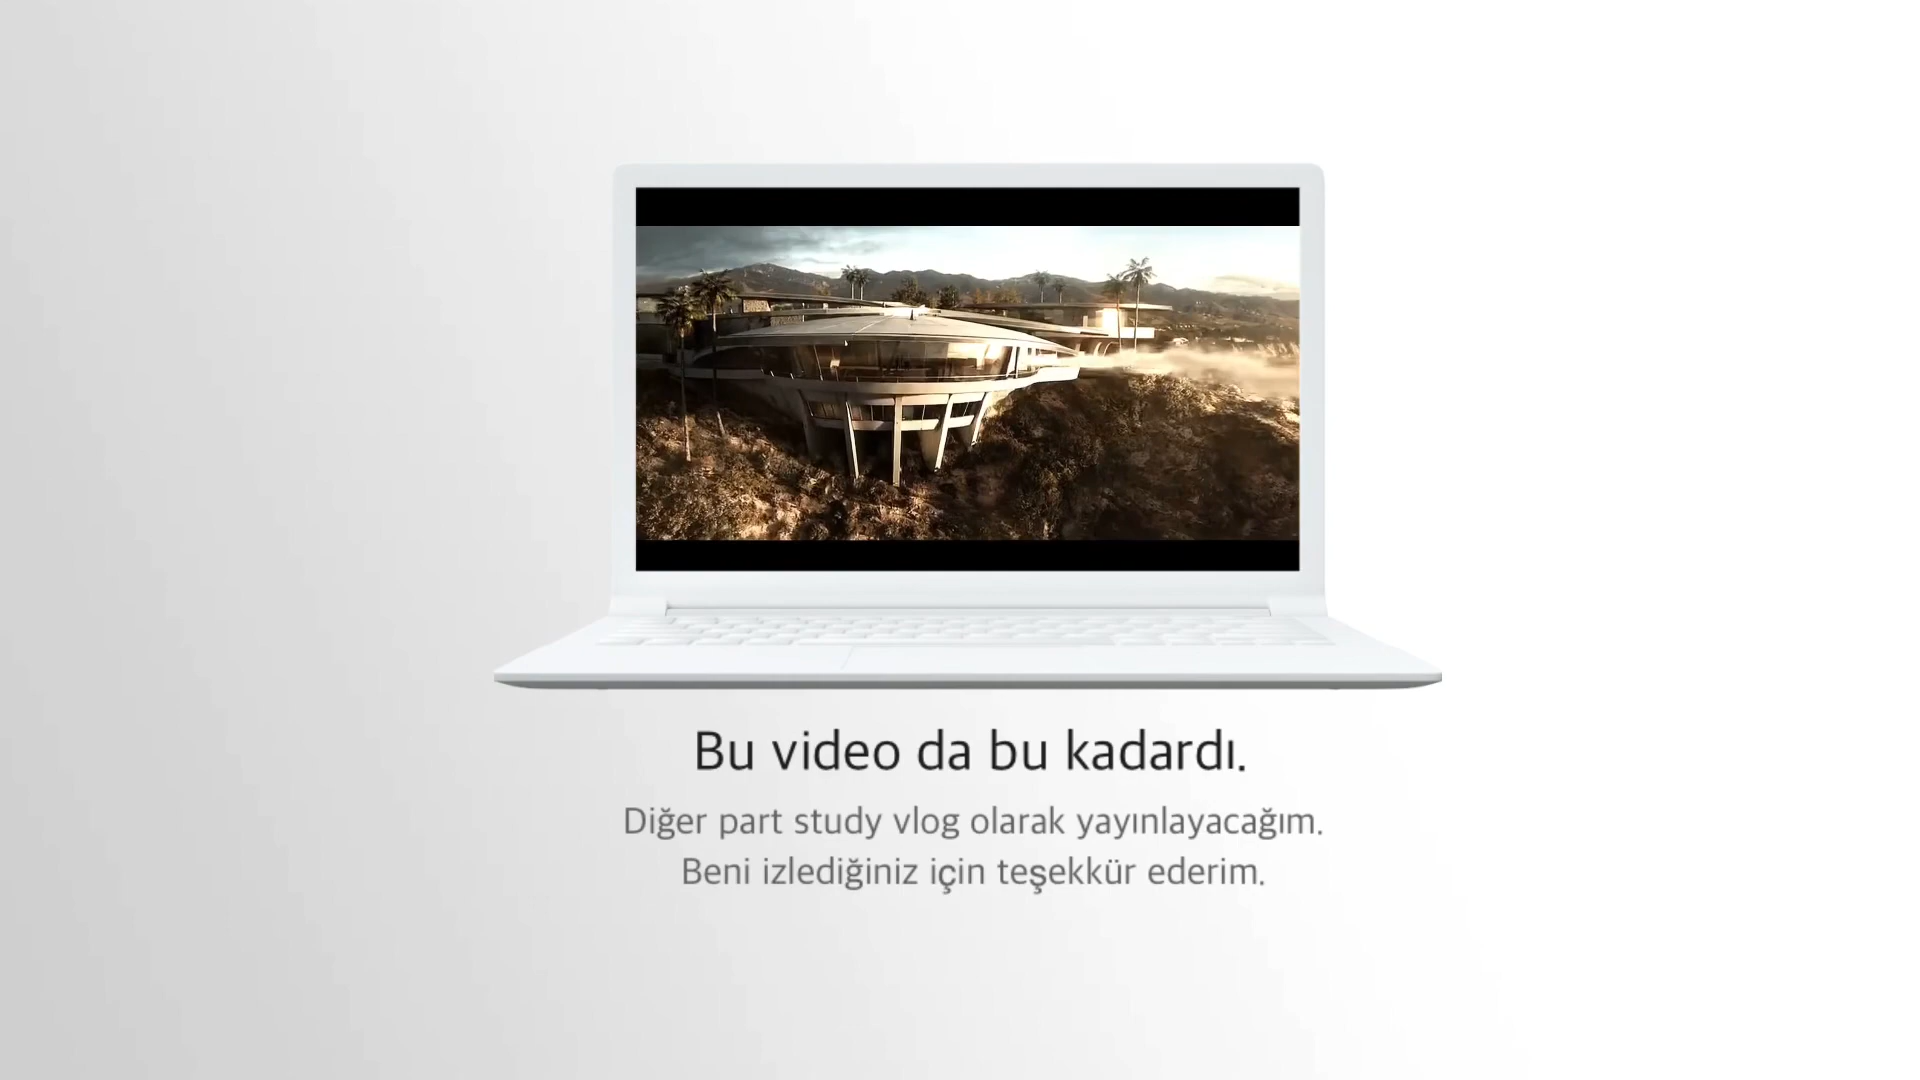 Bu video da bu kadardı.
Diğer part study vlog olarak yayınlayacağım.
Beni izlediğiniz için teşekkür ederim.